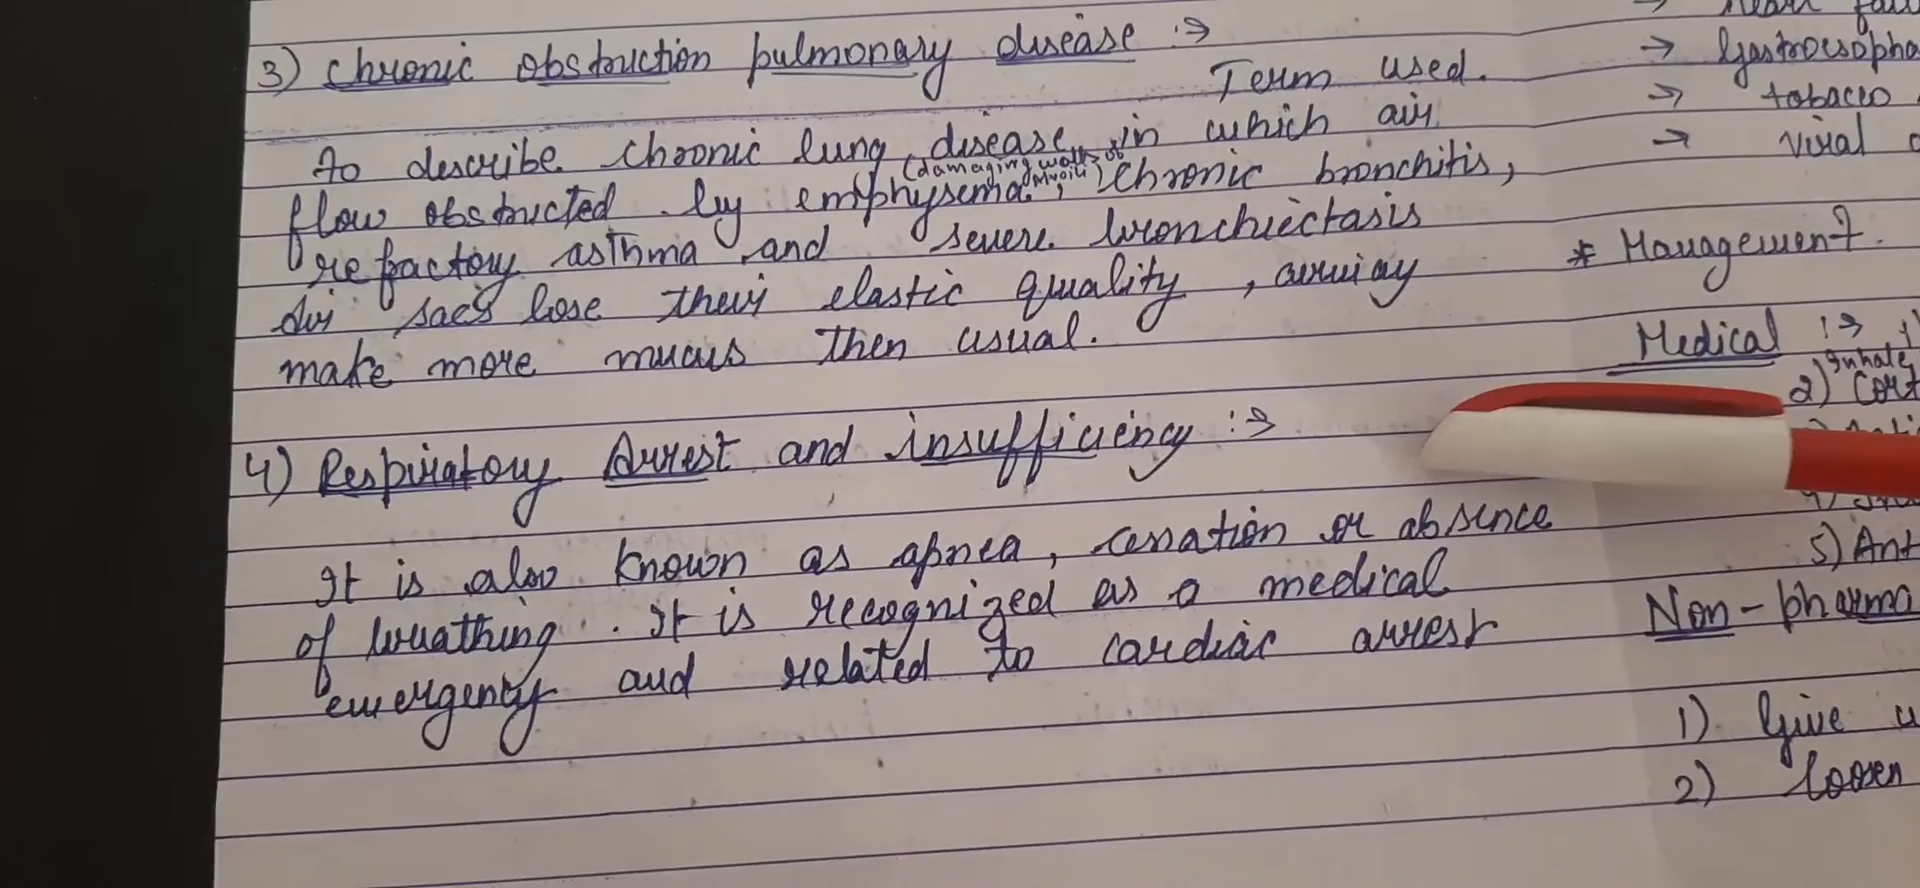 3) Chronic obstruction pulmonary disease :→
Term used.
to describe chronic lung disease in which air
(damaging walls of
flow obstructed by emphysema, chronic bronchitis,
refactory asthma and severe bronchiectasis
Air sacs lose their elastic quality, airway
make more mucus then usual.
4) Respiratory Arrest and insufficiency :→
It is also known as apnea, cessation or absence
of breathing. It is recognized as a medical
emergency and related to cardiac arrest
→ Heart fail
→ Gastroesopha
→ tobacco
→ viral
* Management.
Medical :→ 1)
Inhale
2) Cort
5) Ant
Non-pharma
1) Give u
2) loosen